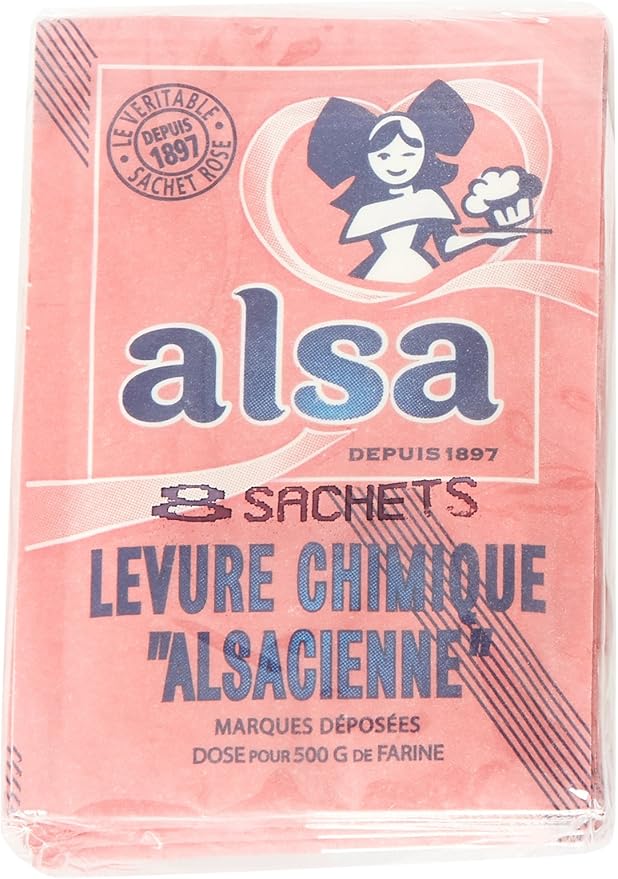 • LE VERITABLE •
DEPUIS
1897
SACHET ROSE
alsa
DEPUIS 1897
8 SACHETS
LEVURE CHIMIQUE
"ALSACIENNE"
MARQUES DÉPOSÉES
DOSE POUR 500 G DE FARINE